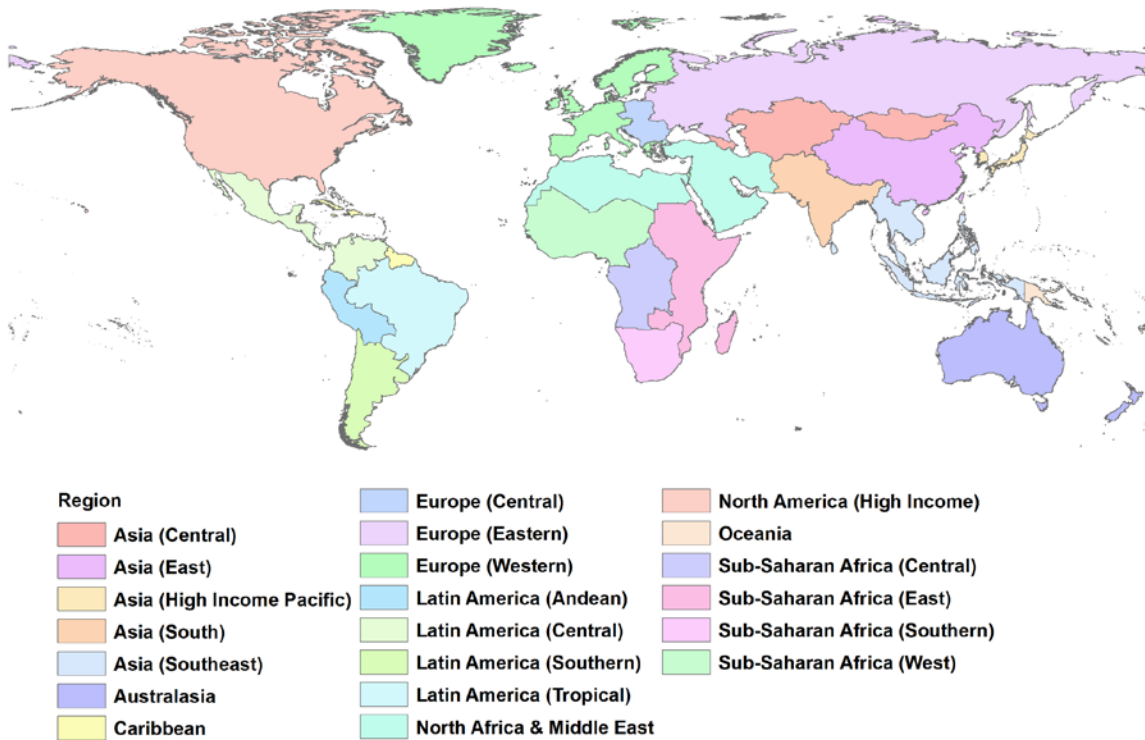 Region
Asia (Central)
Asia (East)
Asia (High Income Pacific)
Asia (South)
Asia (Southeast)
Australasia
Caribbean
Europe (Central)
Europe (Eastern)
Europe (Western)
Latin America (Andean)
Latin America (Central)
Latin America (Southern)
Latin America (Tropical)
North Africa & Middle East
North America (High Income)
Oceania
Sub-Saharan Africa (Central)
Sub-Saharan Africa (East)
Sub-Saharan Africa (Southern)
Sub-Saharan Africa (West)